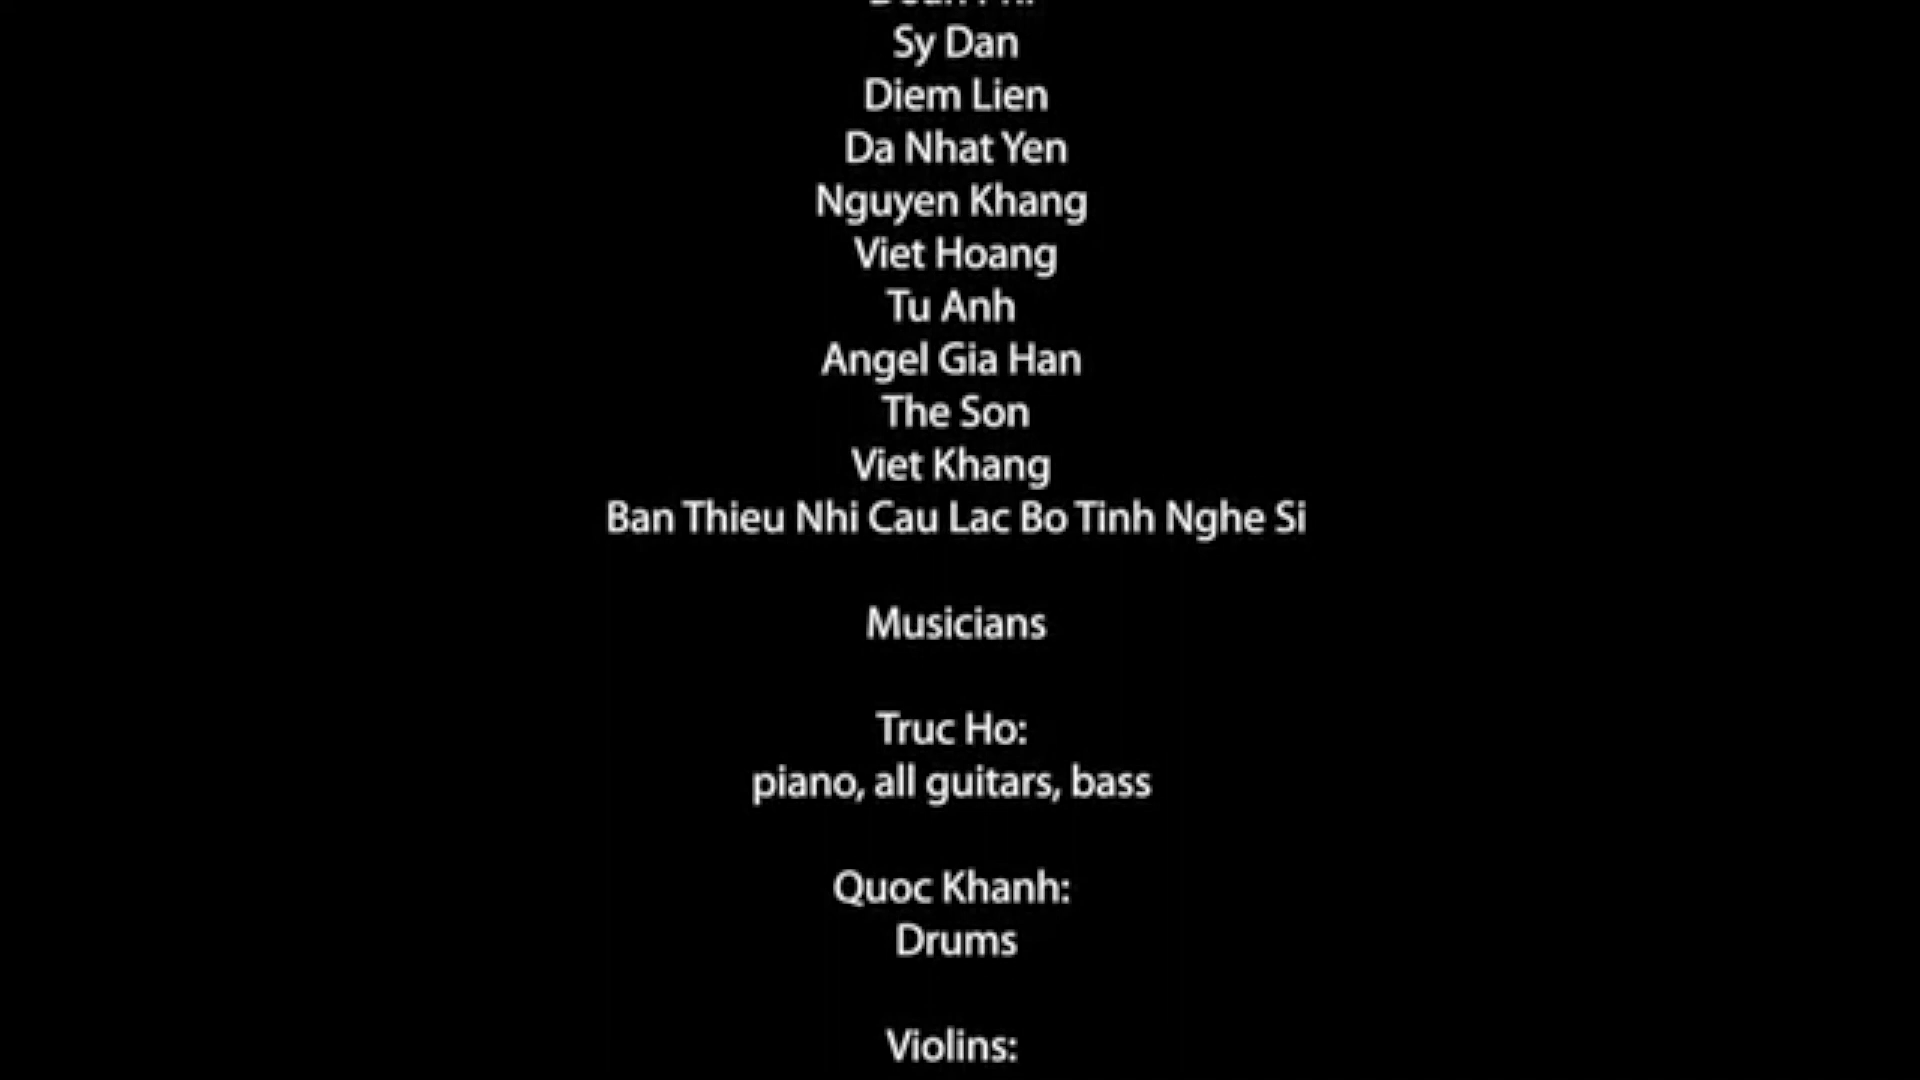 Sy Dan
Diem Lien
Da Nhat Yen
Nguyen Khang
Viet Hoang
Tu Anh
Angel Gia Han
The Son
Viet Khang
Ban Thieu Nhi Cau Lac Bo Tinh Nghe Si
Musicians
Truc Ho:
piano, all guitars, bass
Quoc Khanh:
Drums
Violins: